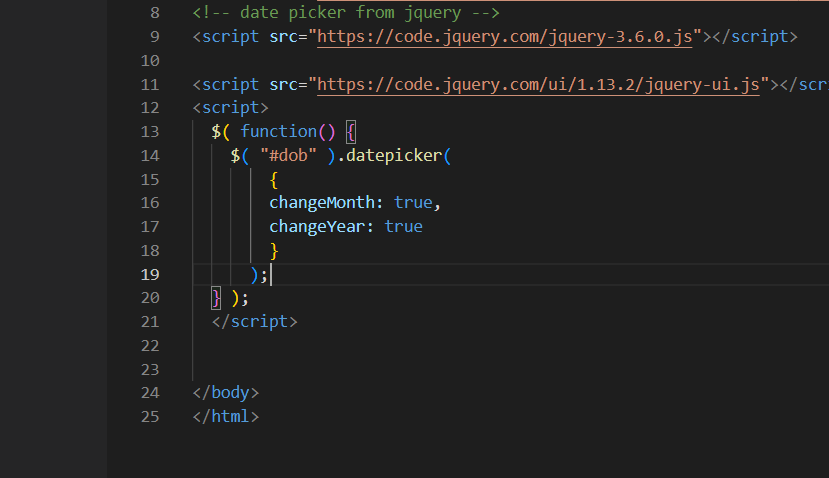 8 <!-- date picker from jquery -->
9 <script src="https://code.jquery.com/jquery-3.6.0.js"></script>
10
11 <script src="https://code.jquery.com/ui/1.13.2/jquery-ui.js"></scr
12 <script>
13 $( function() {
14 $( "#dob" ).datepicker(
15 {
16 changeMonth: true,
17 changeYear: true
18 }
19 );
20 } );
21 </script>
22
23
24 </body>
25 </html>